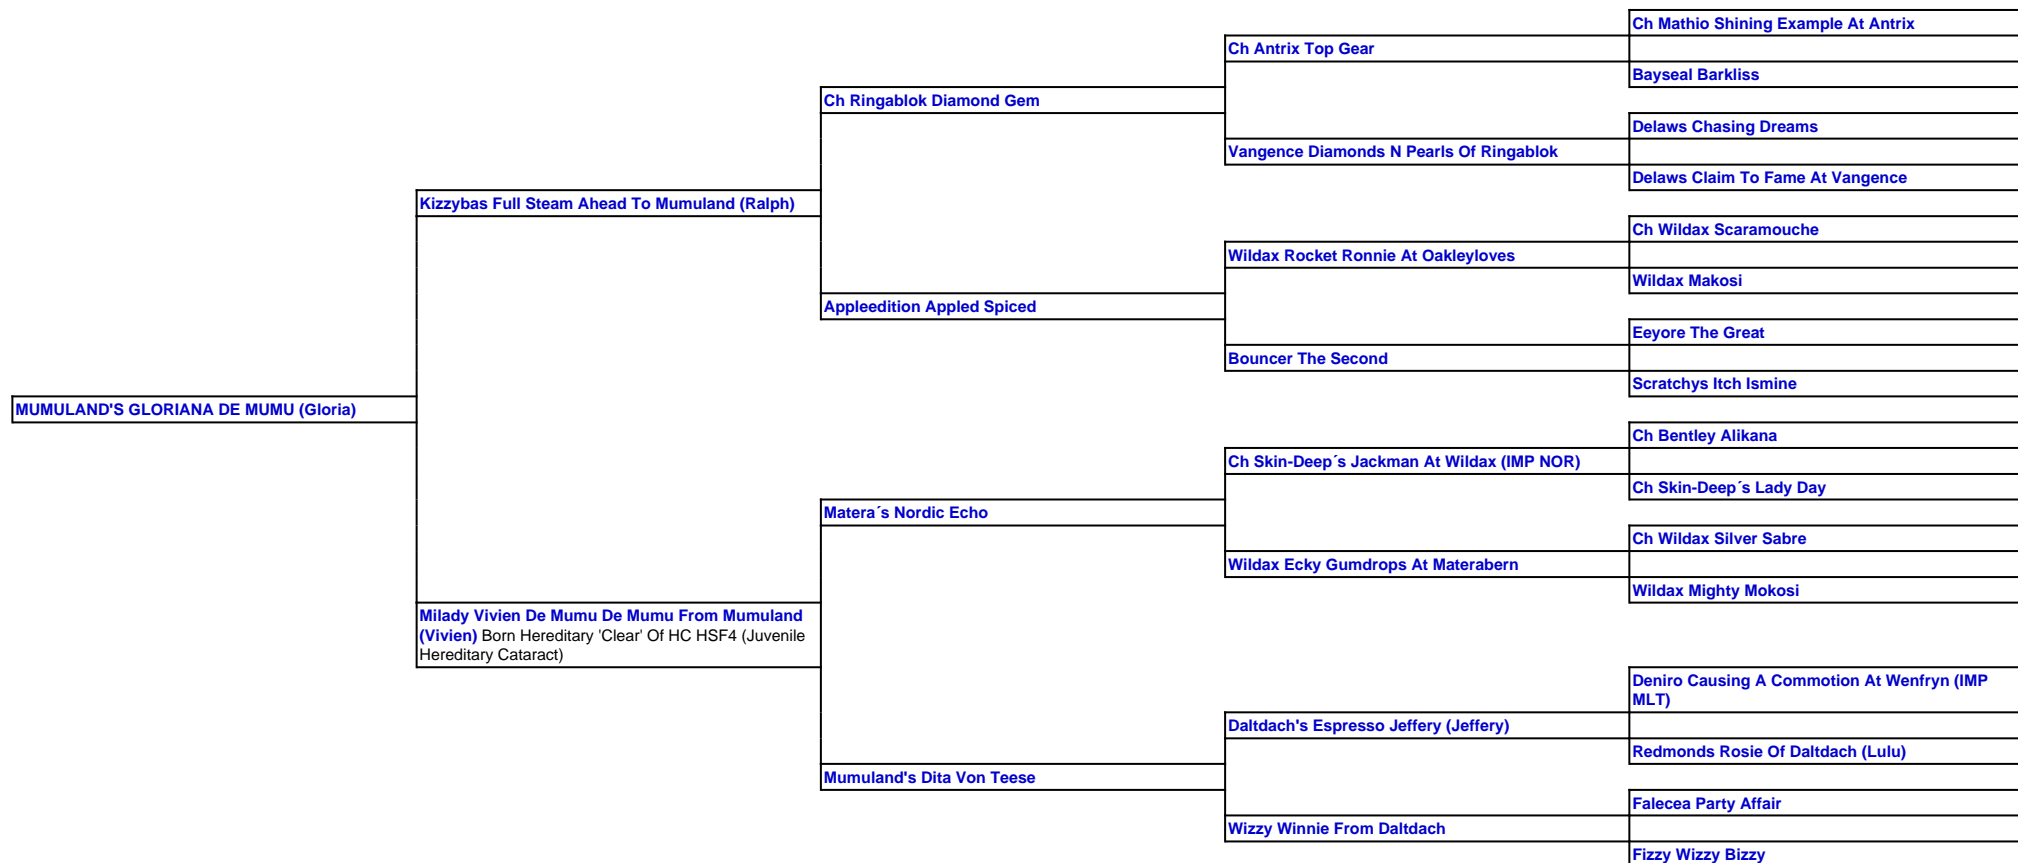 Ch Mathio Shining Example At Antrix
Ch Antrix Top Gear
Bayseal Barkliss
Ch Ringablok Diamond Gem
Delaws Chasing Dreams
Vangence Diamonds N Pearls Of Ringablok
Delaws Claim To Fame At Vangence
Kizzybas Full Steam Ahead To Mumuland (Ralph)
Ch Wildax Scaramouche
Wildax Rocket Ronnie At Oakleyloves
Wildax Makosi
Appleedition Appled Spiced
Eeyore The Great
Bouncer The Second
Scratchys Itch Ismine
MUMULAND'S GLORIANA DE MUMU (Gloria)
Ch Bentley Alikana
Ch Skin-Deep´s Jackman At Wildax (IMP NOR)
Ch Skin-Deep´s Lady Day
Matera´s Nordic Echo
Ch Wildax Silver Sabre
Wildax Ecky Gumdrops At Materabern
Wildax Mighty Mokosi
Milady Vivien De Mumu De Mumu From Mumuland
(Vivien) Born Hereditary 'Clear' Of HC HSF4 (Juvenile
Hereditary Cataract)
Deniro Causing A Commotion At Wenfryn (IMP
MLT)
Daltdach's Espresso Jeffery (Jeffery)
Redmonds Rosie Of Daltdach (Lulu)
Mumuland's Dita Von Teese
Falecea Party Affair
Wizzy Winnie From Daltdach
Fizzy Wizzy Bizzy